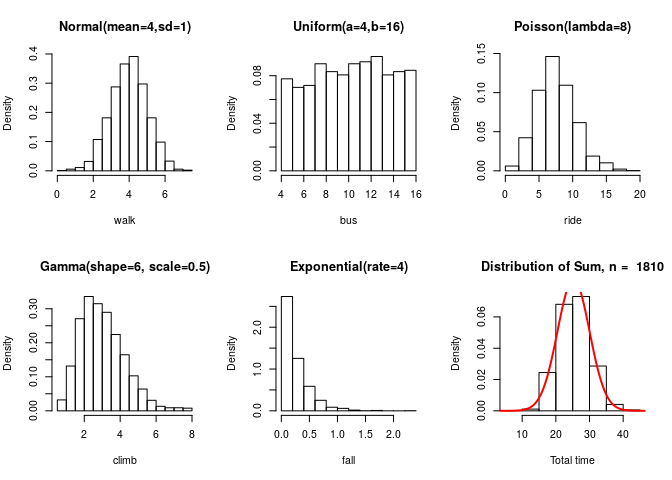 Normal(mean=4,sd=1)
Density
0.0 0.1 0.2 0.3 0.4
0 2 4 6
walk
Uniform(a=4,b=16)
Density
0.00 0.04 0.08
4 6 8 10 12 14 16
bus
Poisson(lambda=8)
Density
0.00 0.05 0.10 0.15
0 5 10 15 20
ride
Gamma(shape=6, scale=0.5)
Density
0.00 0.10 0.20 0.30
2 4 6 8
climb
Exponential(rate=4)
Density
0.0 1.0 2.0
0.0 0.5 1.0 1.5 2.0
fall
Distribution of Sum, n = 1810
Density
0.00 0.02 0.04 0.06
10 20 30 40
Total time